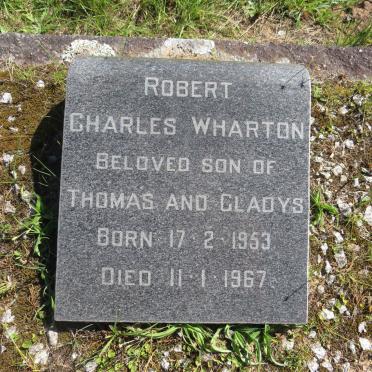 ROBERT
CHARLES WHARTON
BELOVED SON OF
THOMAS AND GLADYS
BORN 17·2·1953
DIED 11·1·1967